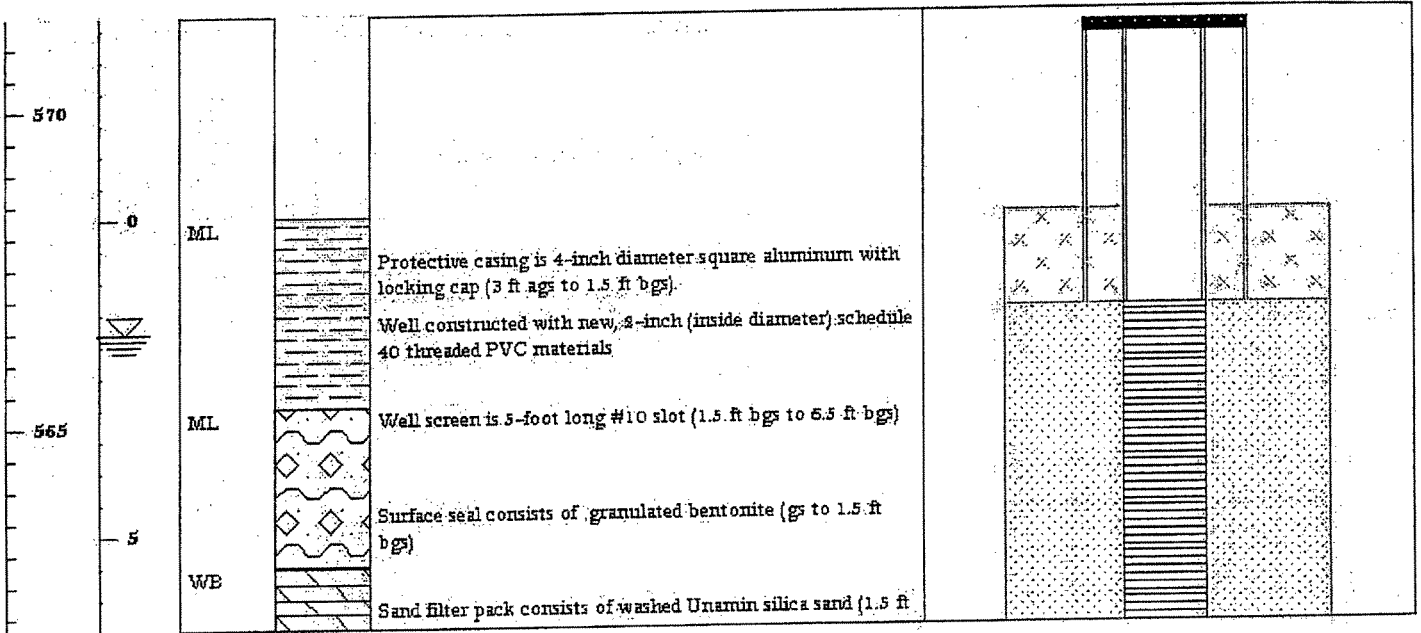 570
0
ML
Protective casing is 4-inch diameter square aluminum with
locking cap (3 ft ags to 1.5 ft bgs).
Well constructed with new, 2-inch (inside diameter) schedule
40 threaded PVC materials
ML
Well screen is 5-foot long #10 slot (1.5 ft bgs to 6.5 ft bgs)
565
Surface seal consists of granulated bentonite (gs to 1.5 ft
bgs)
5
WB
Sand filter pack consists of washed Unamin silica sand (1.5 ft